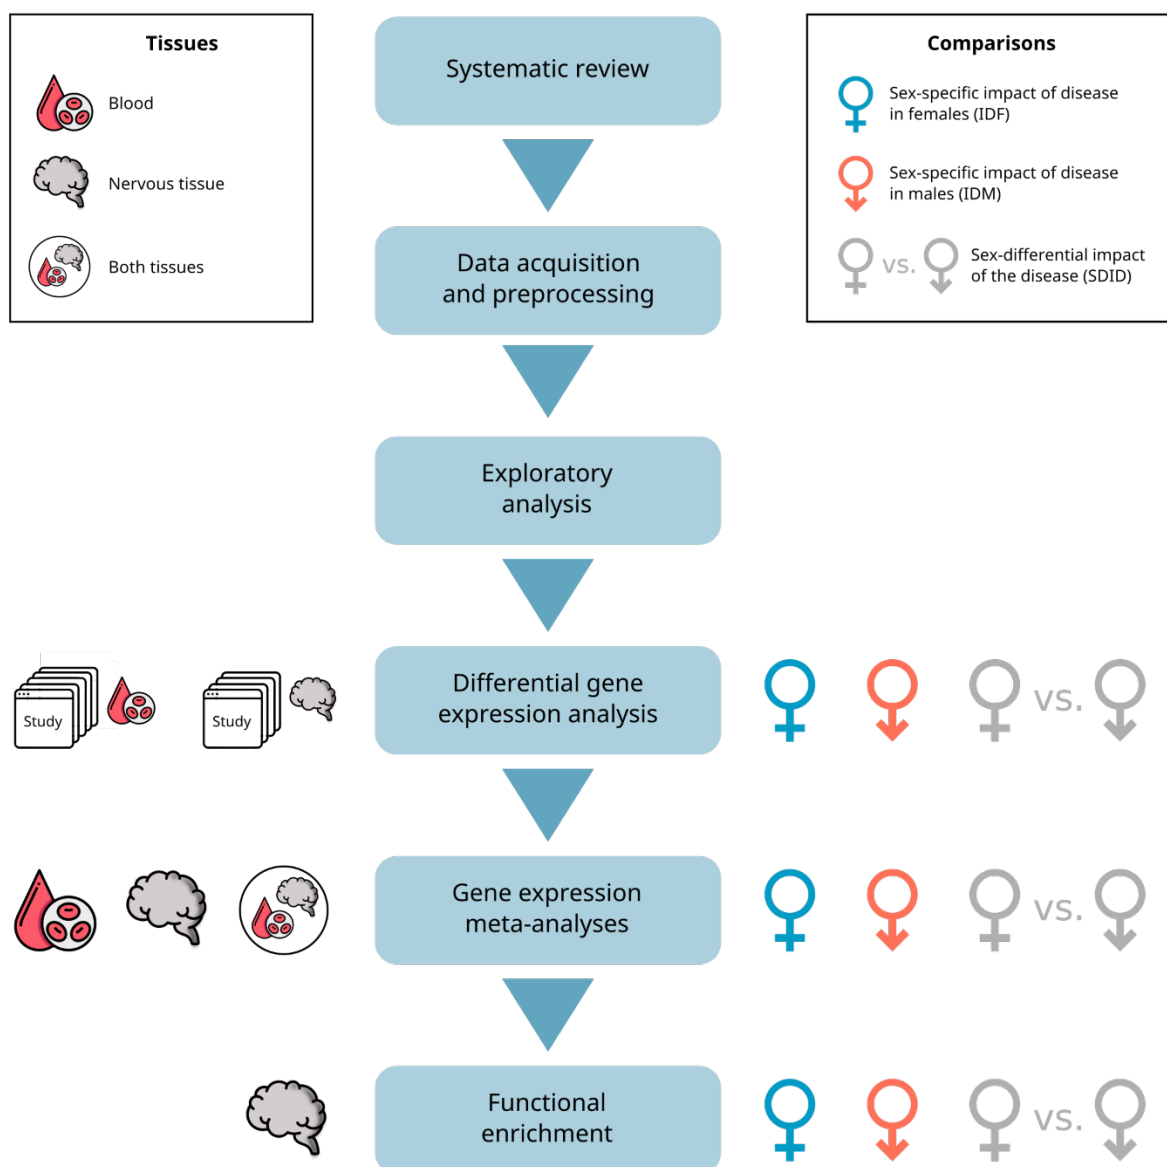 Tissues
Blood
Nervous tissue
Both tissues
Systematic review
Comparisons
Sex-specific impact of disease
in females (IDF)
Sex-specific impact of disease
in males (IDM)
vs.
Sex-differential impact
of the disease (SDID)
Data acquisition
and preprocessing
Exploratory
analysis
Study
Study
Differential gene
expression analysis
vs.
Gene expression
meta-analyses
vs.
Functional
enrichment
vs.